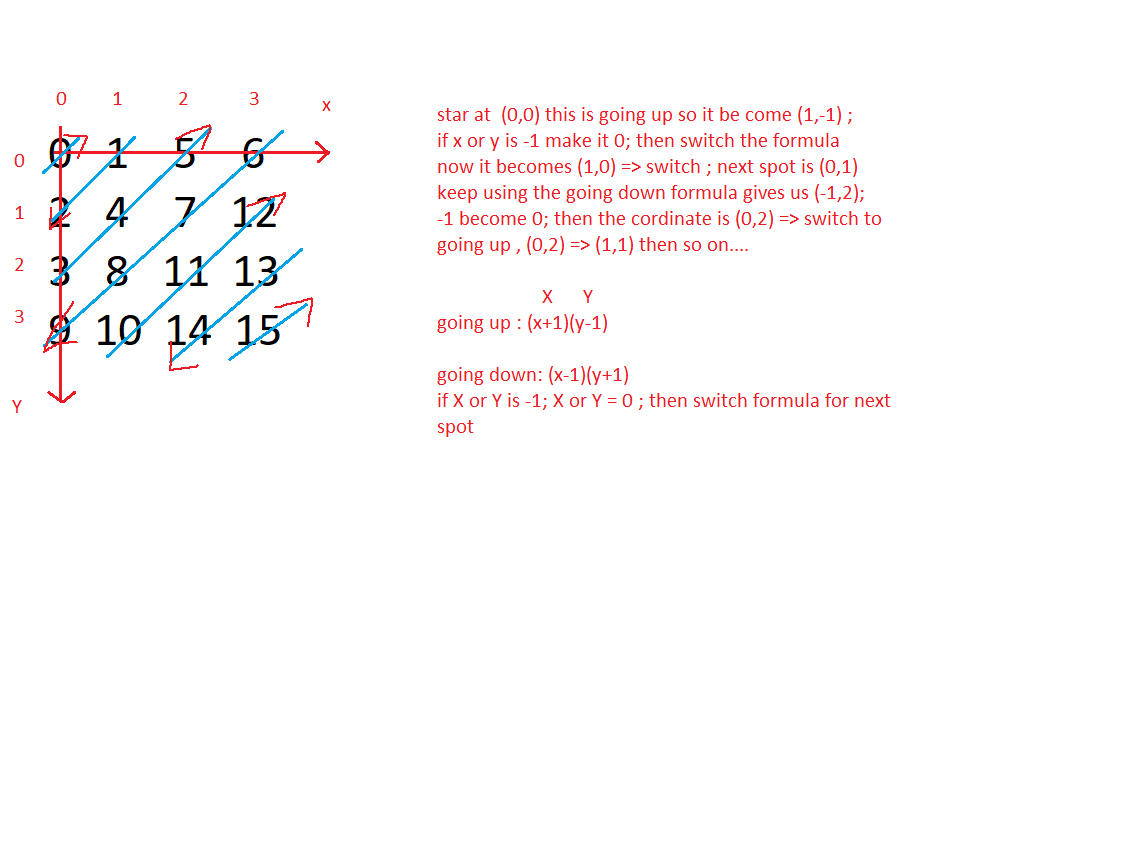 0 1 2 3 x
0 0 1 5 6
1 2 4 7 12
2 3 8 11 13
3 9 10 14 15
Y
star at (0,0) this is going up so it be come (1,-1) ;
if x or y is -1 make it 0; then switch the formula
now it becomes (1,0) => switch ; next spot is (0,1)
keep using the going down formula gives us (-1,2);
-1 become 0; then the cordinate is (0,2) => switch to
going up , (0,2) => (1,1) then so on....
X Y
going up : (x+1)(y-1)
going down: (x-1)(y+1)
if X or Y is -1; X or Y = 0 ; then switch formula for next
spot